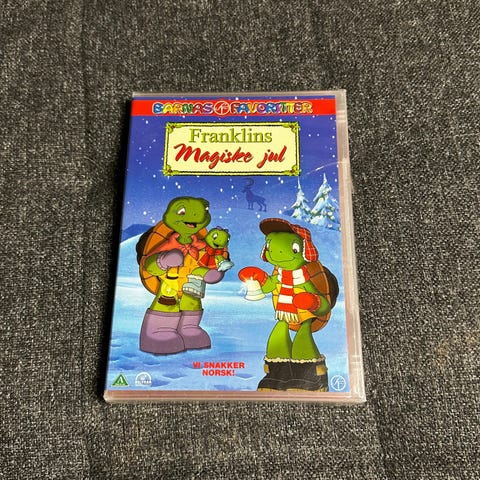 BARNAS FAVORITTER
Franklins
Magiske jul
VI SNAKKER
NORSK!